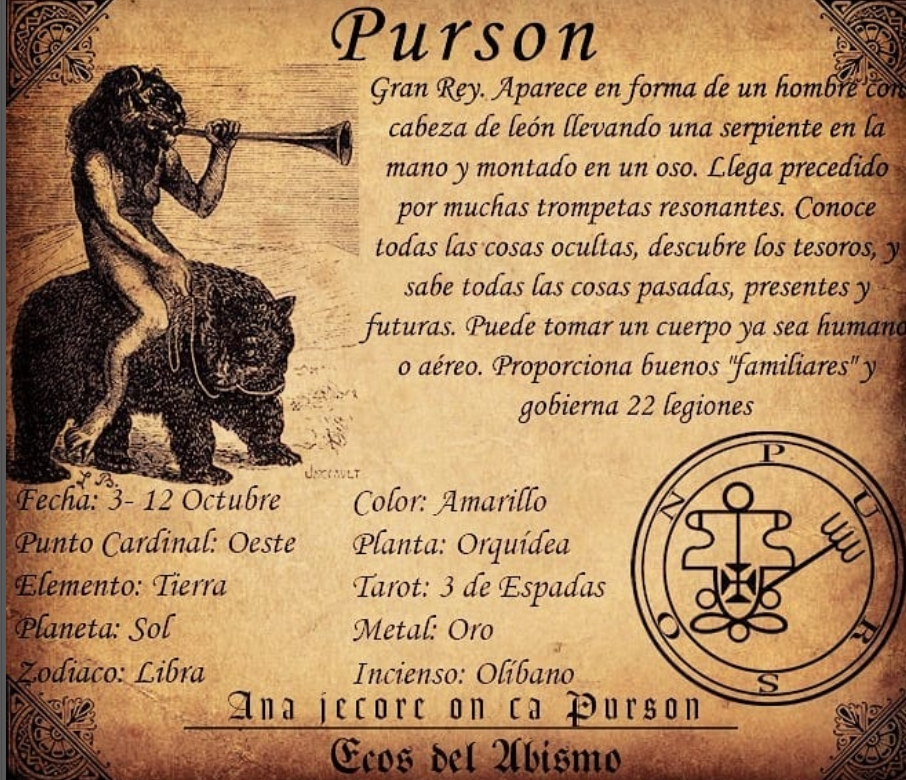 Purson
Gran Rey. Aparece en forma de un hombre con
cabeza de león llevando una serpiente en la
mano y montado en un oso. Llega precedido
por muchas trompetas resonantes. Conoce
todas las cosas ocultas, descubre los tesoros, y
sabe todas las cosas pasadas, presentes y
futuras. Puede tomar un cuerpo ya sea humano
o aéreo. Proporciona buenos "familiares" y
gobierna 22 legiones
L. B.
JARRAULT
Fecha: 3- 12 Octubre
Punto Cardinal: Oeste
Elemento: Tierra
Planeta: Sol
Zodiaco: Libra
Color: Amarillo
Planta: Orquídea
Tarot: 3 de Espadas
Metal: Oro
Incienso: Olíbano
PURSON
Ana jecore on ca Purson
Ecos del Abismo